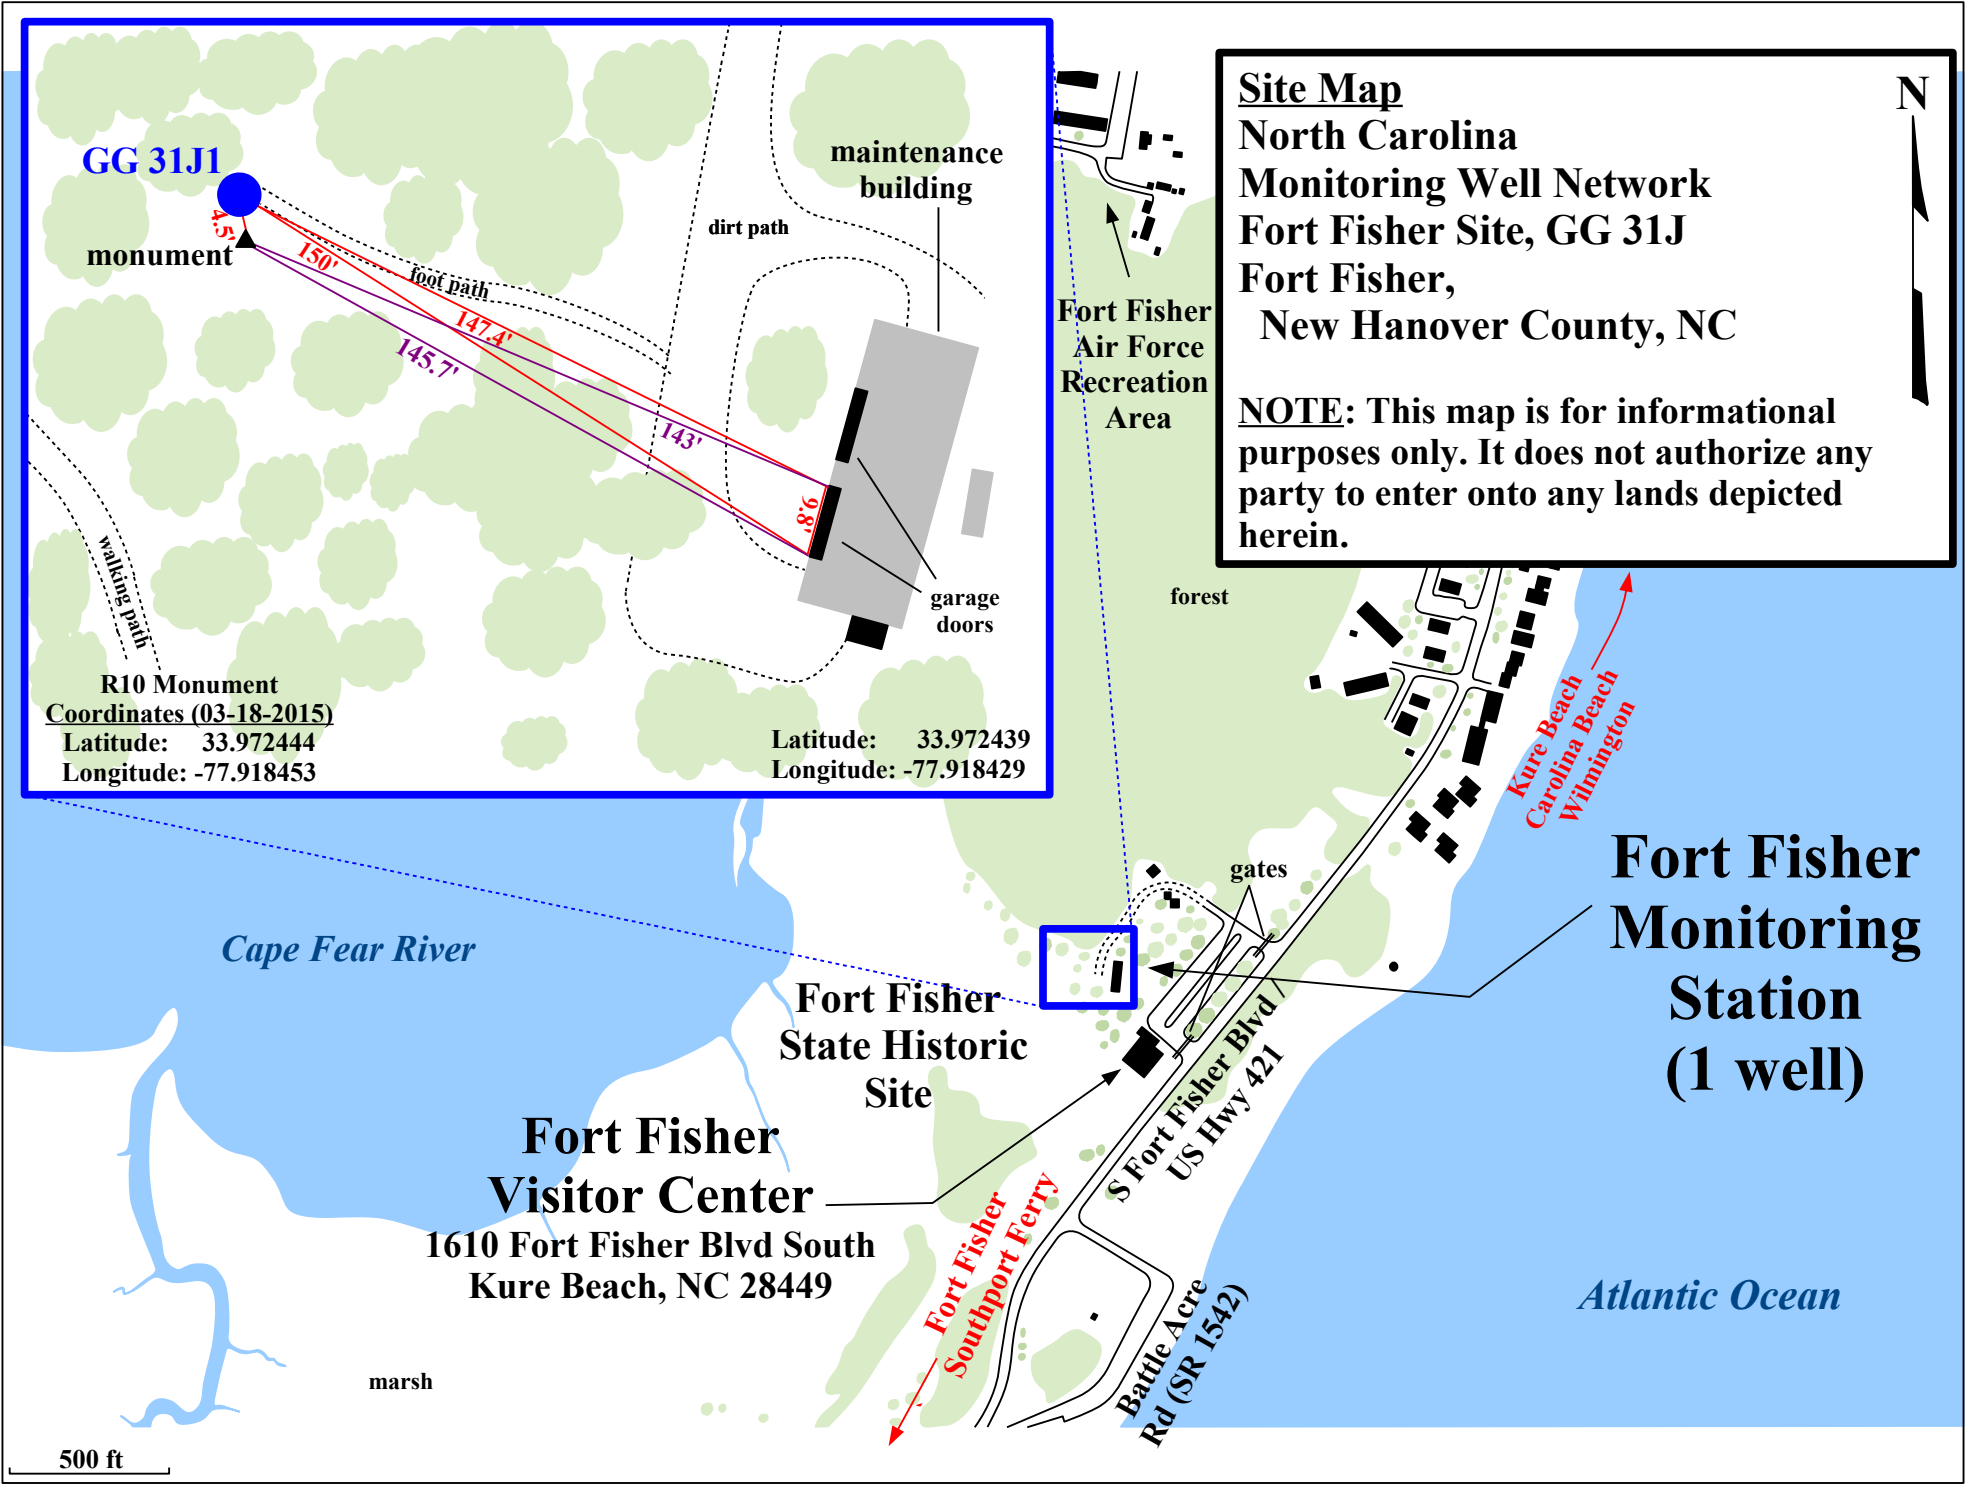 Site Map
North Carolina
Monitoring Well Network
Fort Fisher Site, GG 31J
Fort Fisher,
New Hanover County, NC
NOTE: This map is for informational
purposes only. It does not authorize any
party to enter onto any lands depicted
herein.
N
GG 31J1
4.5'
monument
150'
foot path
147.4'
145.7'
143'
9.8'
dirt path
maintenance
building
garage
doors
walking path
R10 Monument
Coordinates (03-18-2015)
Latitude: 33.972444
Longitude: -77.918453
Latitude: 33.972439
Longitude: -77.918429
Fort Fisher
Air Force
Recreation
Area
forest
Kure Beach
Carolina Beach
Wilmington
gates
Fort Fisher
Monitoring
Station
(1 well)
Cape Fear River
Fort Fisher
State Historic
Site
Fort Fisher
Visitor Center
1610 Fort Fisher Blvd South
Kure Beach, NC 28449
S Fort Fisher Blvd /
US Hwy 421
Fort Fisher
Southport Ferry
Battle Acre
Rd (SR 1542)
Atlantic Ocean
marsh
500 ft